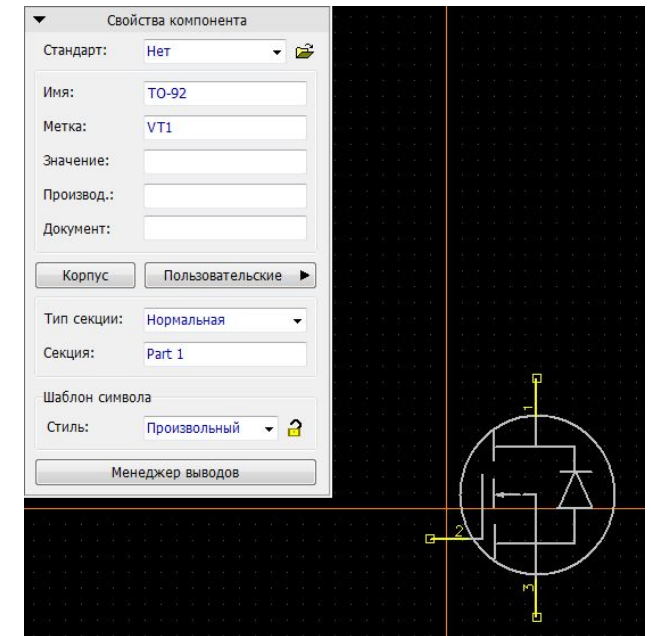 Свойства компонента
Стандарт: Нет
Имя: TO-92
Метка: VT1
Значение:
Производ.:
Документ:
Корпус Пользовательские
Тип секции: Нормальная
Секция: Part 1
Шаблон символа
Стиль: Произвольный
Менеджер выводов
1
2
3